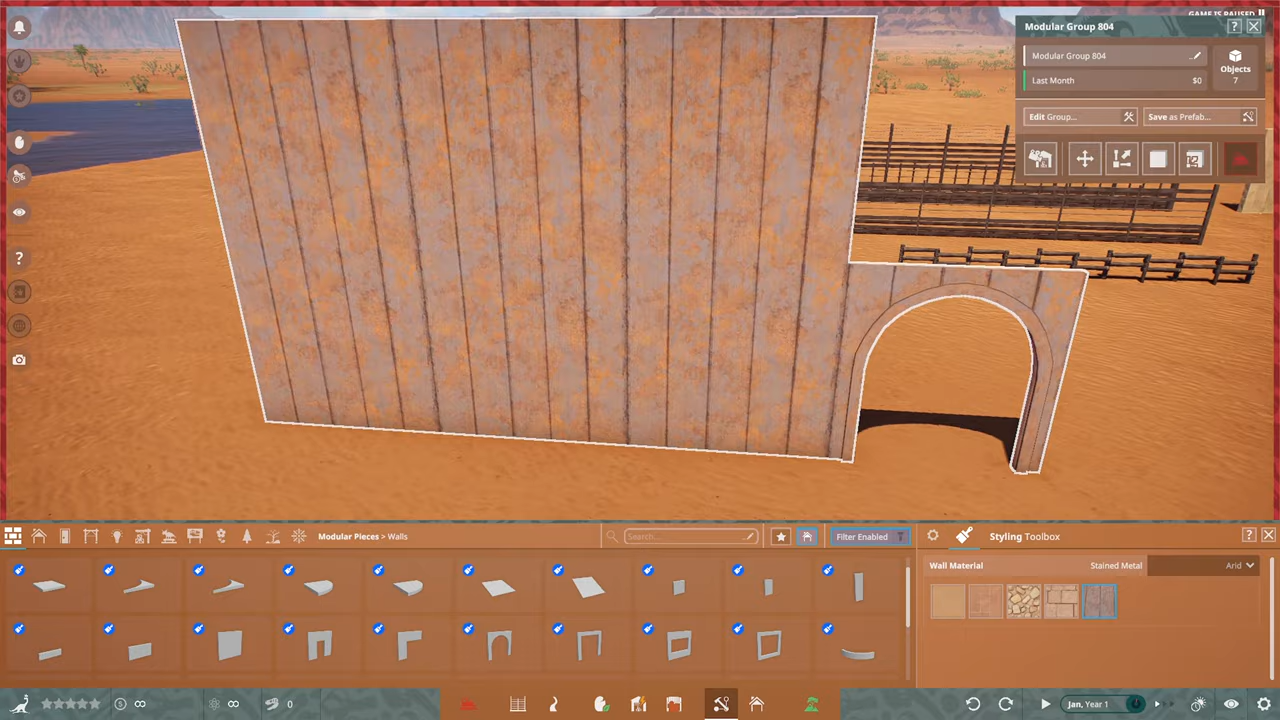 GAME IS PAUSED
Modular Group 804
?
Modular Group 804
Objects
7
Last Month $0
Edit Group... Save as Prefab...
?
Modular Pieces > Walls
Search...
Filter Enabled
Styling Toolbox
?
Wall Material Stained Metal Arid
0
Jan, Year 1